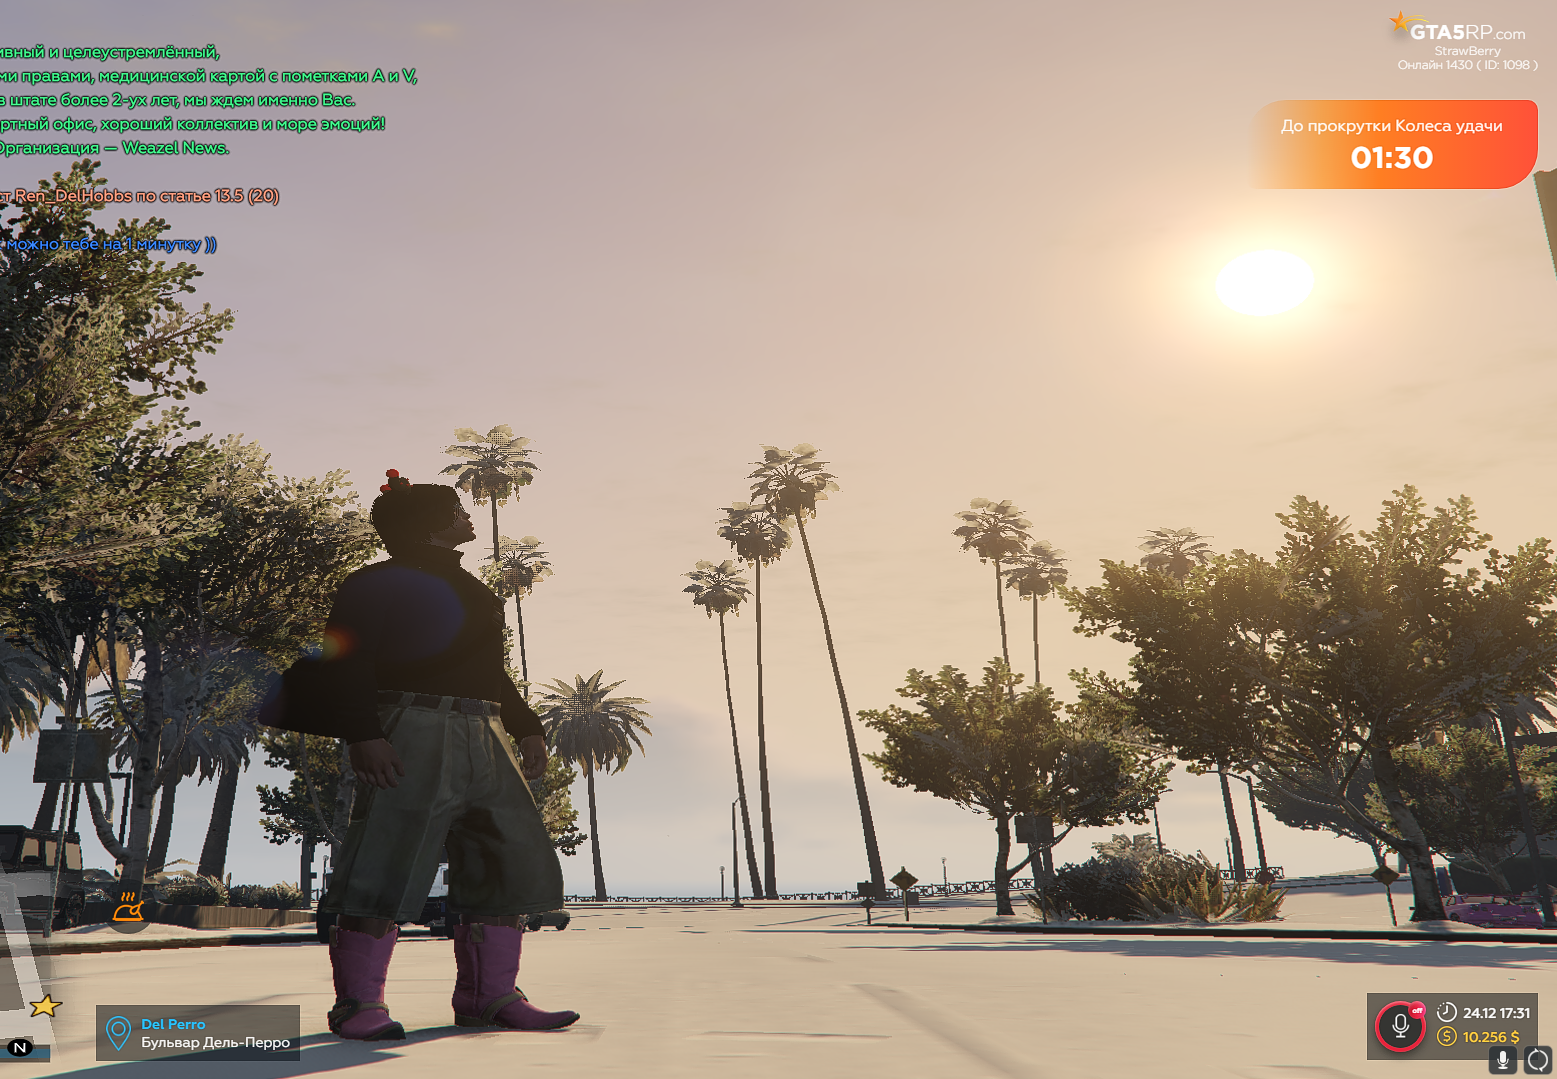 GTA5RP.com
StrawBerry
Онлайн 1430 ( ID: 1098 )
целеустремлённый,
правами, медицинской картой с пометками A и V,
в штате более 2-ух лет, мы ждем именно Вас.
офис, хороший коллектив и море эмоций!
Организация — Weazel News.
Ren_DelHobbs по статье 13.5 (20)
можно тебе на 1 минутку ))
До прокрутки Колеса удачи
01:30
N
Del Perro
Бульвар Дель-Перро
off
24.12 17:31
10.256 $